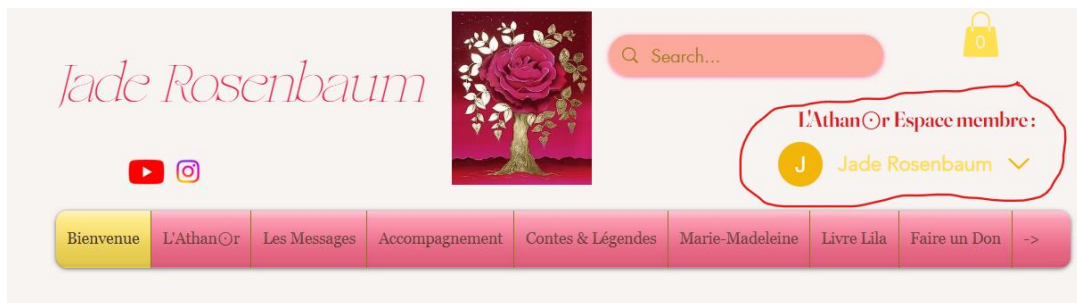 Jade Rosenbaum
Search...
0
L'Athan⊙r Espace membre :
J
Jade Rosenbaum
Bienvenue
L'Athan⊙r
Les Messages
Accompagnement
Contes & Légendes
Marie-Madeleine
Livre Lila
Faire un Don
->